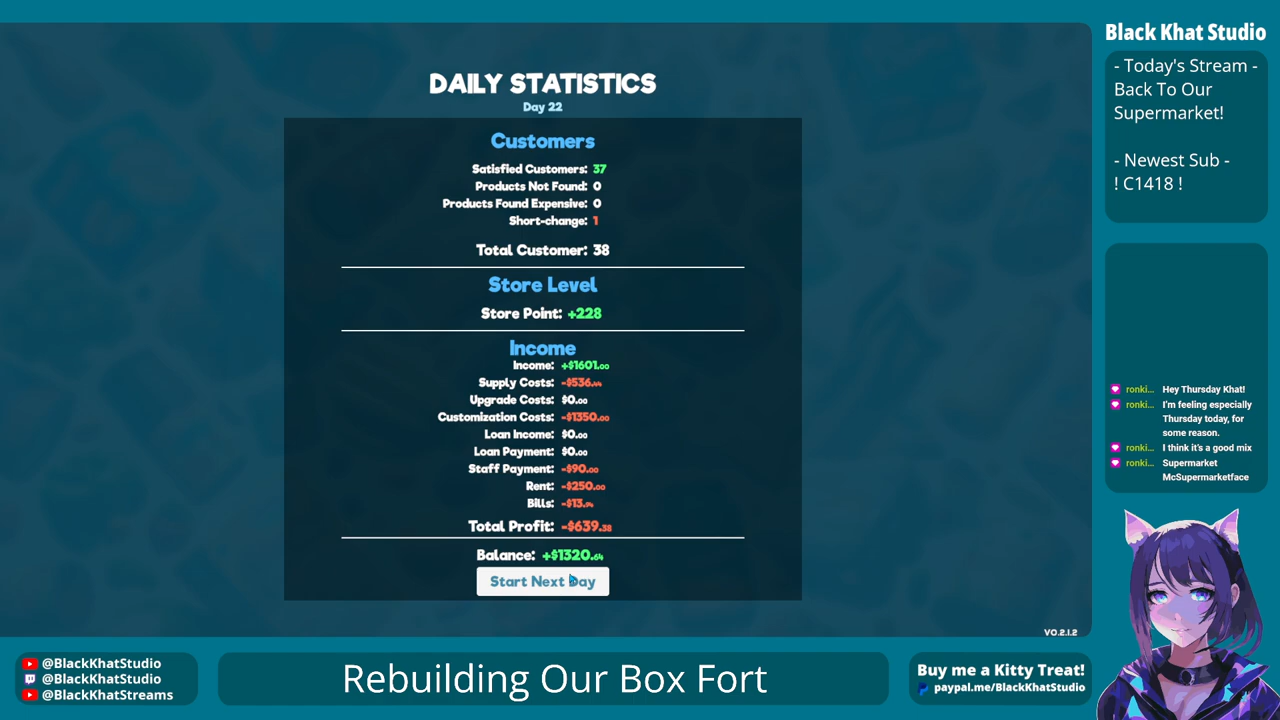 DAILY STATISTICS
Day 22
Customers
Satisfied Customers: 37
Products Not Found: 0
Products Found Expensive: 0
Short-change: 1
Total Customer: 38
Store Level
Store Point: +228
Income
Income: +$1601.00
Supply Costs: -$536.44
Upgrade Costs: $0.00
Customization Costs: -$1350.00
Loan Income: $0.00
Loan Payment: $0.00
Staff Payment: -$90.00
Rent: -$250.00
Bills: -$13.94
Total Profit: -$639.38
Balance: +$1320.64
Start Next Day
V0.2.1.2
Black Khat Studio
- Today's Stream -
Back To Our
Supermarket!
- Newest Sub -
! C1418 !
ronki... Hey Thursday Khat!
ronki... I'm feeling especially
Thursday today, for
some reason.
ronki... I think it's a good mix
ronki... Supermarket
McSupermarketface
@BlackKhatStudio
@BlackKhatStudio
@BlackKhatStreams
Rebuilding Our Box Fort
Buy me a Kitty Treat!
paypal.me/BlackKhatStudio